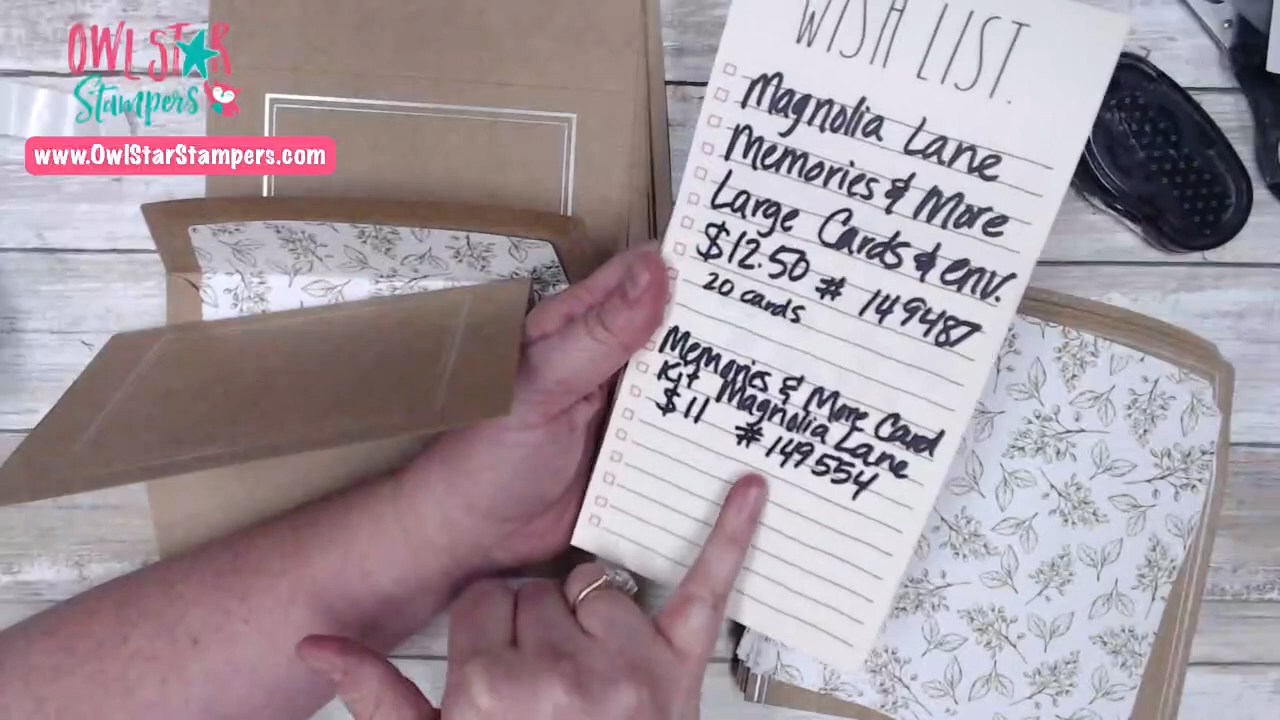 OWL STAR
Stampers
www.OwlStarStampers.com
WISH LIST.
Magnolia Lane
Memories & More
Large Cards & env.
$12.50 # 149487
20 cards
Memories & More Card
Kit Magnolia Lane
$11 # 149554